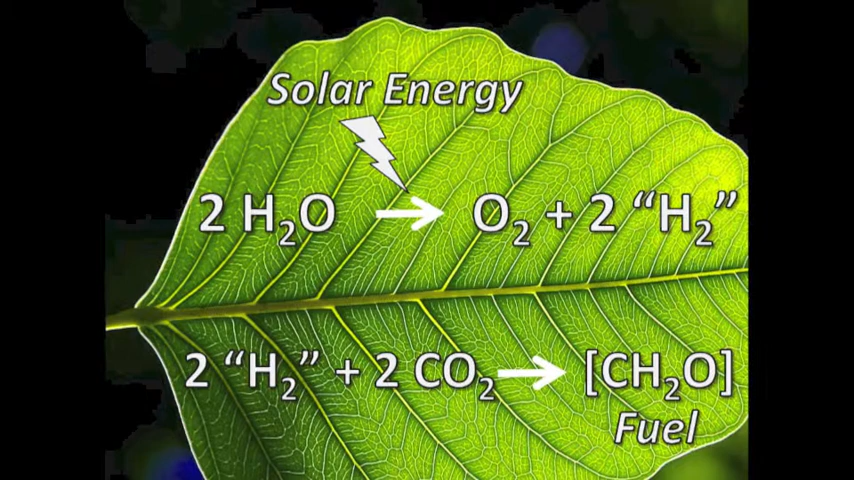 Solar Energy
2 H₂O → O₂ + 2 “H₂”
2 “H₂” + 2 CO₂ → [CH₂O]
Fuel